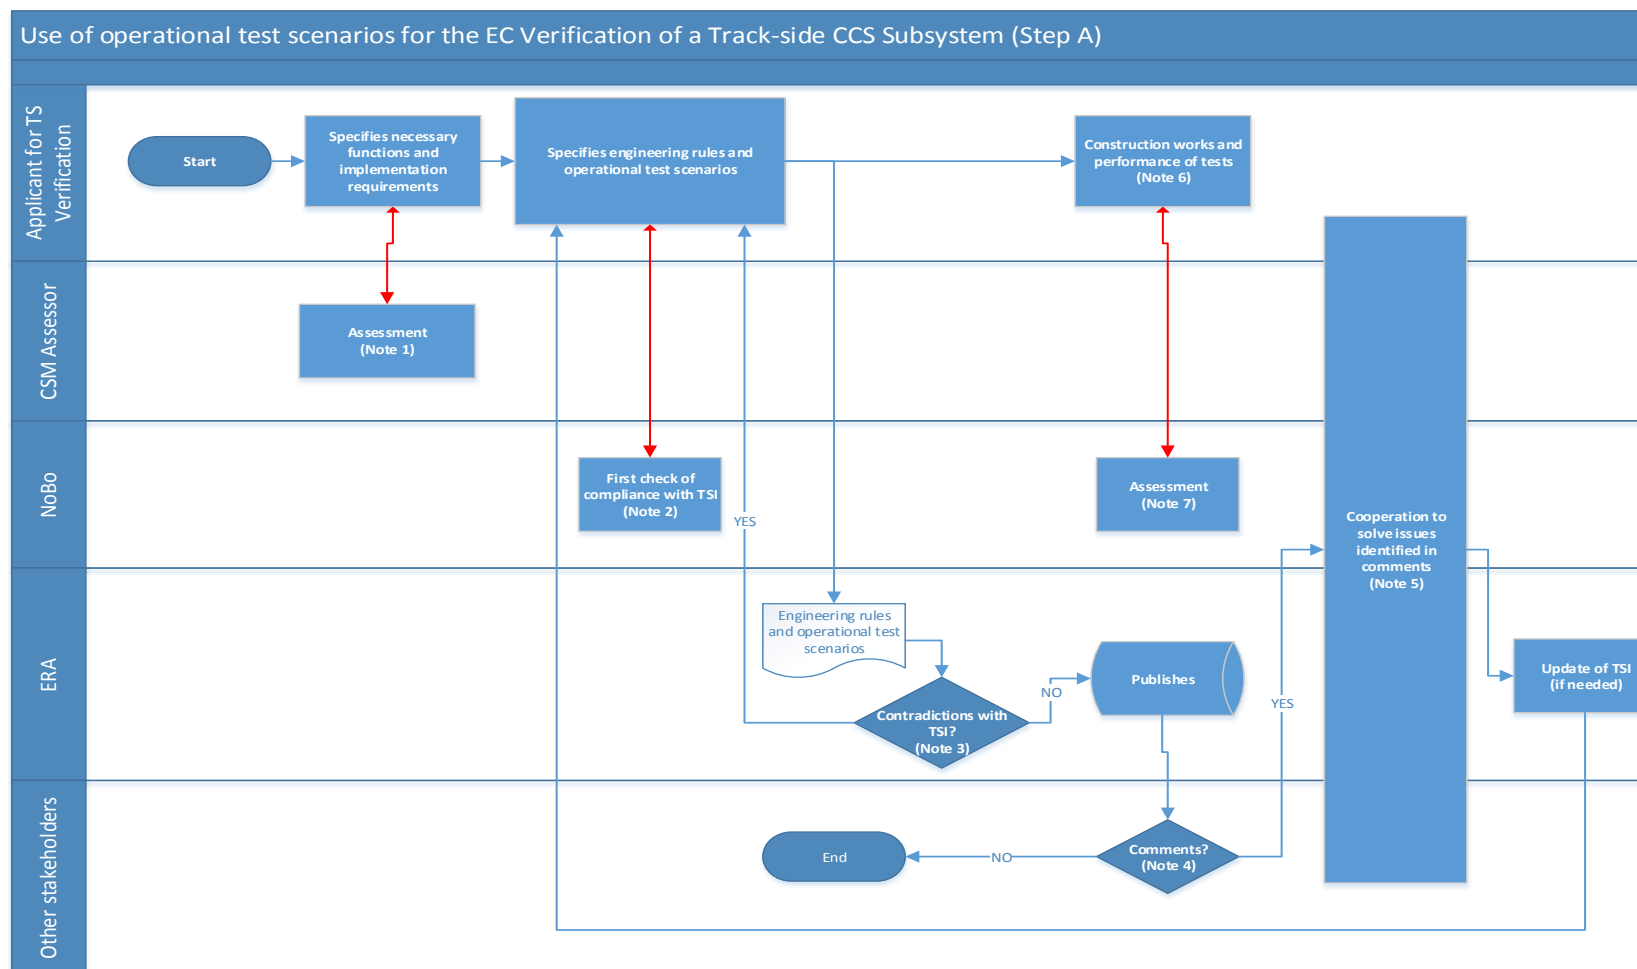 Use of operational test scenarios for the EC Verification of a Track-side CCS Subsystem (Step A)
Applicant for TS
Verification
Start
Specifies necessary
functions and
implementation
requirements
Specifies engineering rules and
operational test scenarios
Construction works and
performance of tests
(Note 6)
CSM Assessor
Assessment
(Note 1)
NoBo
First check of
compliance with TSI
(Note 2)
YES
Assessment
(Note 7)
Cooperation to
solve issues
identified in
comments
(Note 5)
ERA
Engineering rules
and operational test
scenarios
Contradictions with
TSI?
(Note 3)
NO
Publishes
YES
Update of TSI
(if needed)
Other stakeholders
End
NO
Comments?
(Note 4)